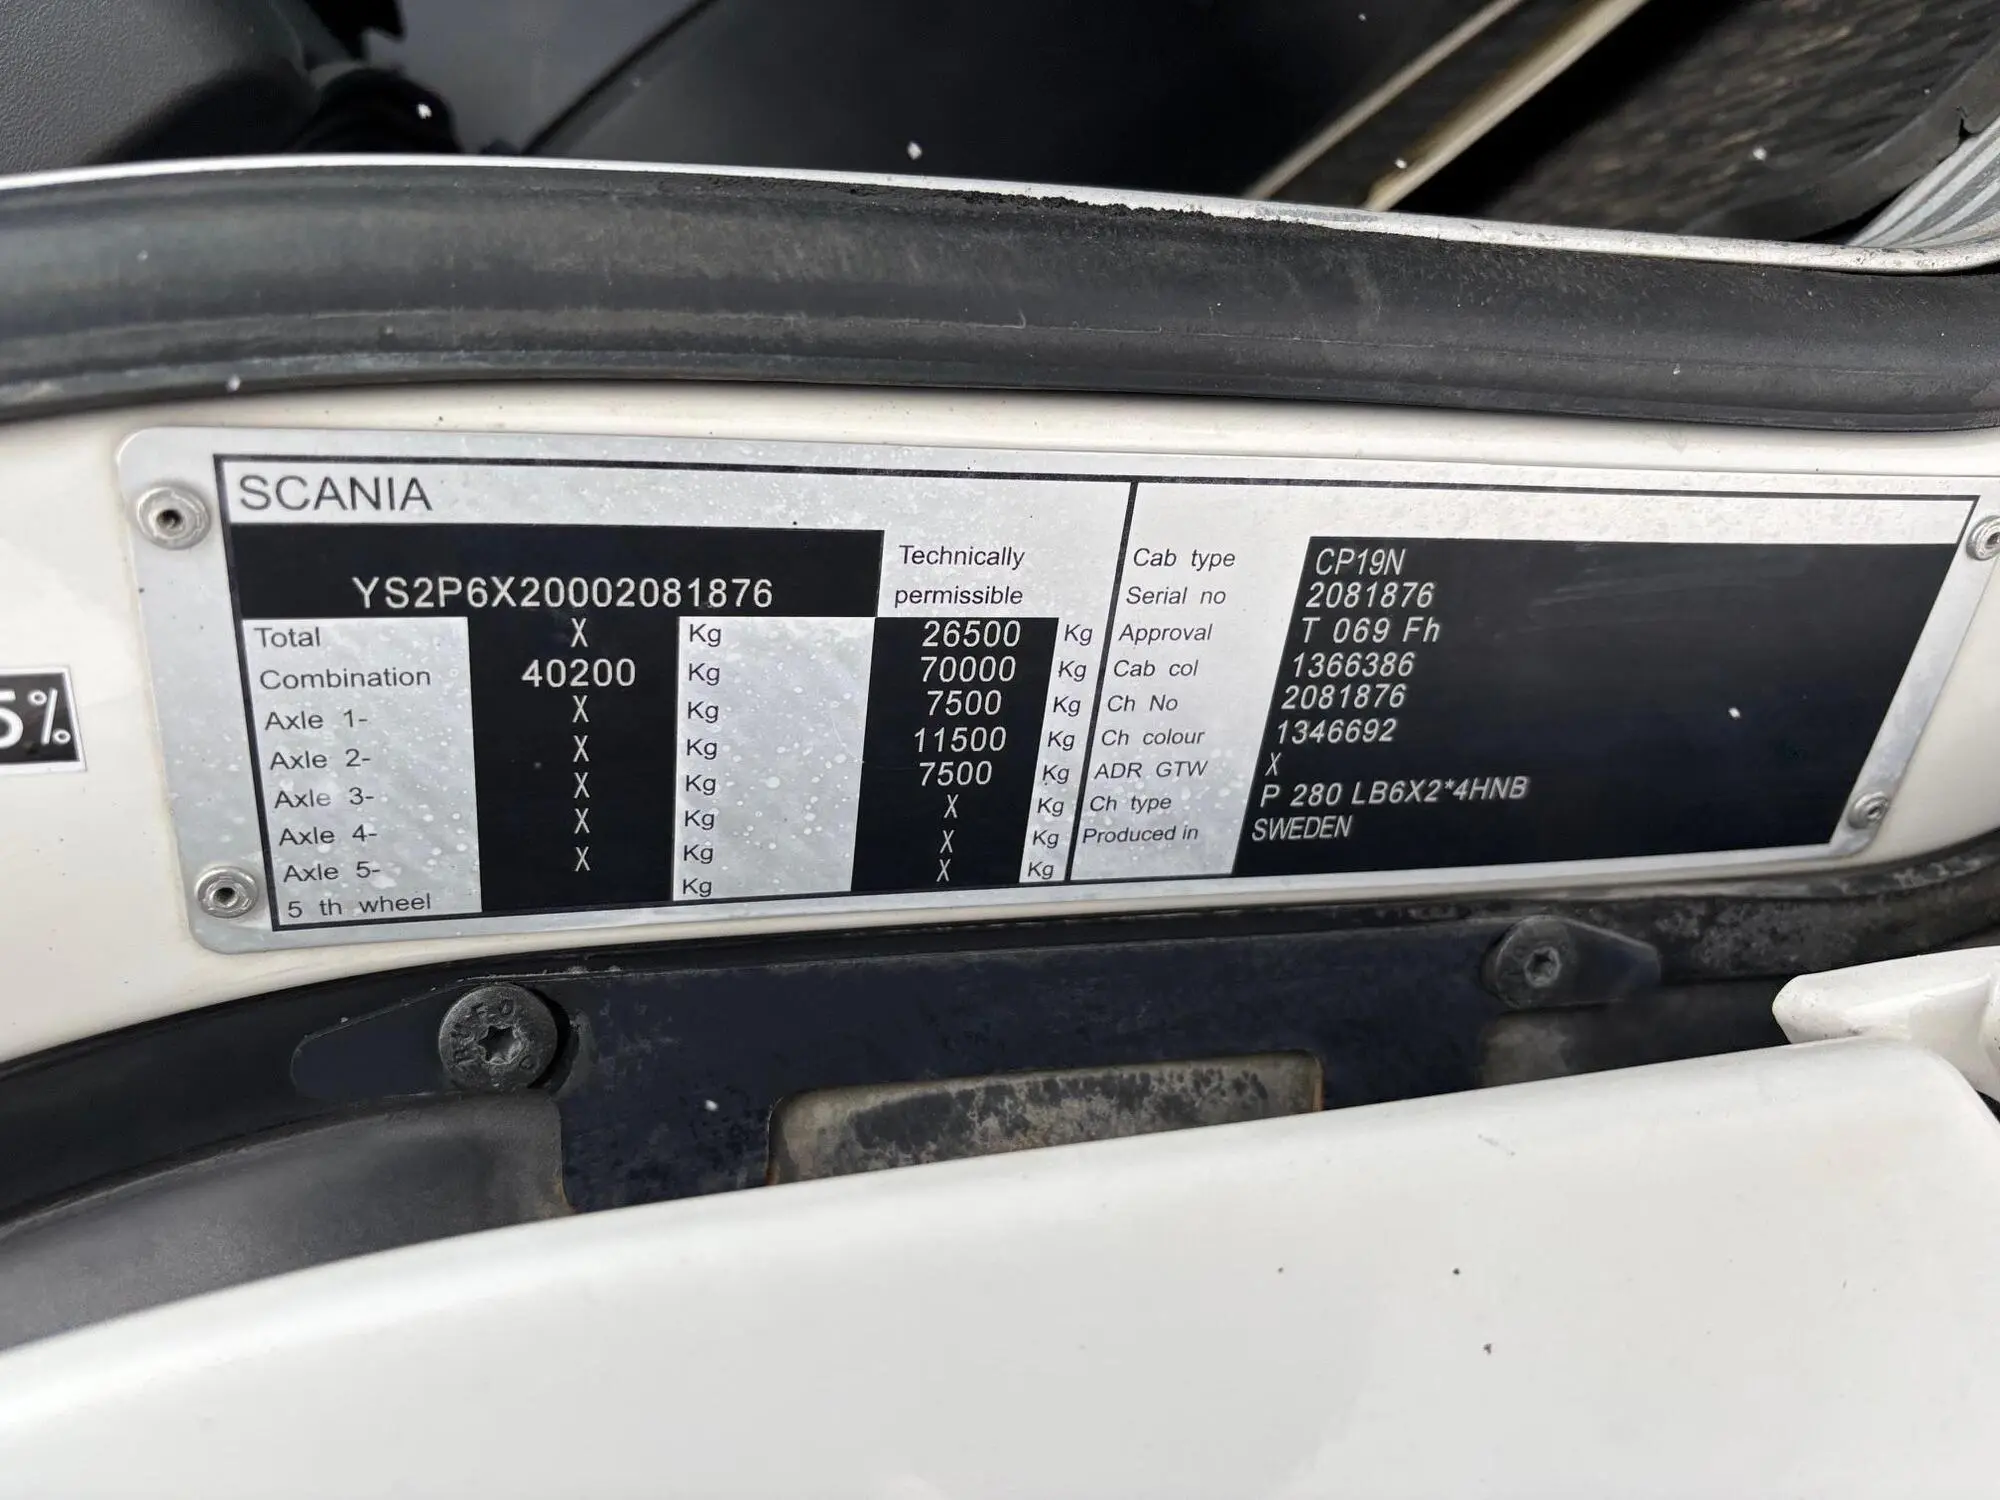 SCANIA
YS2P6X20002081876
Technically
permissible
Total X Kg 26500 Kg
Combination 40200 Kg 70000 Kg
Axle 1- X Kg 7500 Kg
Axle 2- X Kg 11500 Kg
Axle 3- X Kg 7500 Kg
Axle 4- X Kg X Kg
Axle 5- X Kg X Kg
5 th wheel Kg X Kg
Cab type CP19N
Serial no 2081876
Approval T 069 Fh
Cab col 1366386
Ch No 2081876
Ch colour 1346692
ADR GTW X
Ch type P 280 LB6X2*4HNB
Produced in SWEDEN
5%